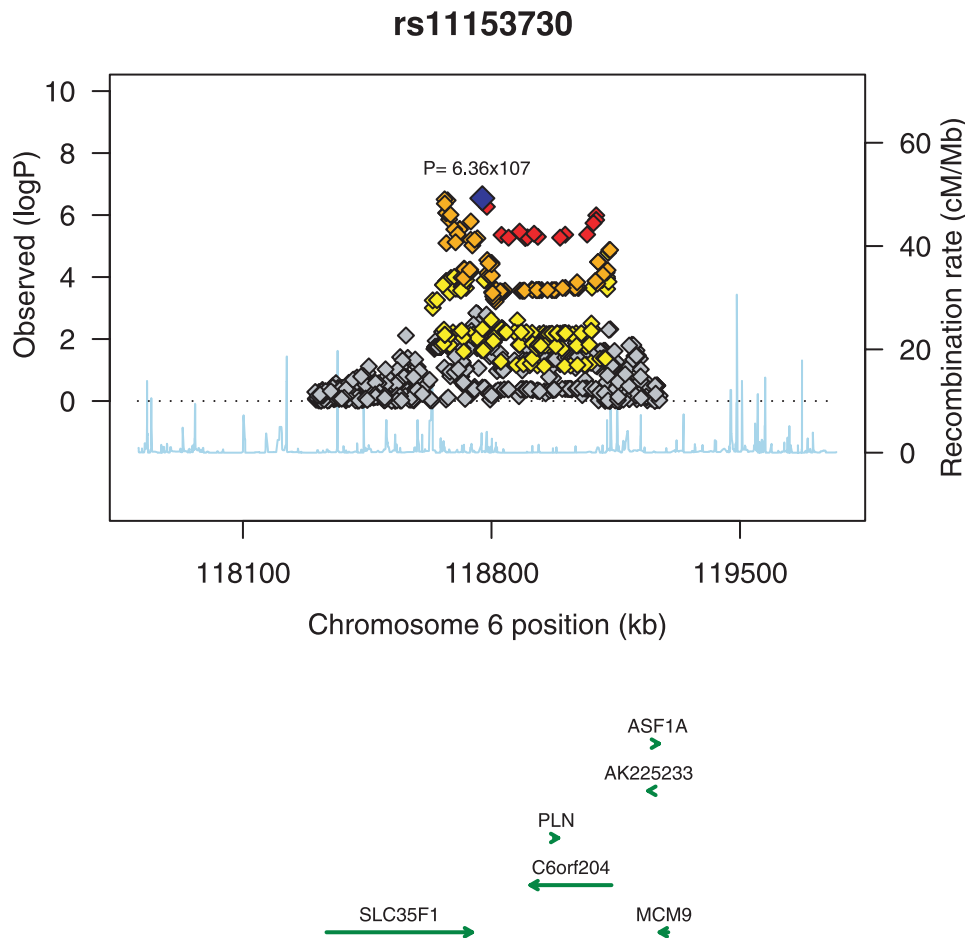 rs11153730
10
8
6
4
2
0
Observed (logP)
P= 6.36x107
60
40
20
0
Recombination rate (cM/Mb)
118100 118800 119500
Chromosome 6 position (kb)
ASF1A
AK225233
PLN
C6orf204
SLC35F1 MCM9